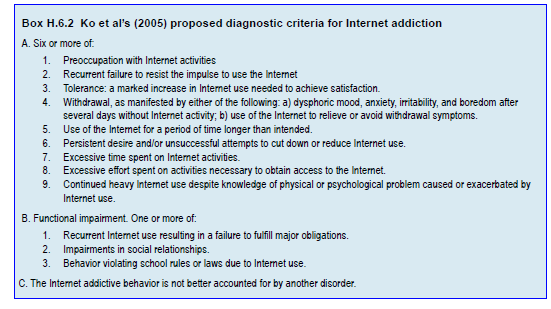 Box H.6.2 Ko et al's (2005) proposed diagnostic criteria for Internet addiction
A. Six or more of:
1. Preoccupation with Internet activities
2. Recurrent failure to resist the impulse to use the Internet
3. Tolerance: a marked increase in Internet use needed to achieve satisfaction.
4. Withdrawal, as manifested by either of the following: a) dysphoric mood, anxiety, irritability, and boredom after
several days without Internet activity; b) use of the Internet to relieve or avoid withdrawal symptoms.
5. Use of the Internet for a period of time longer than intended.
6. Persistent desire and/or unsuccessful attempts to cut down or reduce Internet use.
7. Excessive time spent on Internet activities.
8. Excessive effort spent on activities necessary to obtain access to the Internet.
9. Continued heavy Internet use despite knowledge of physical or psychological problem caused or exacerbated by
Internet use.
B. Functional impairment. One or more of:
1. Recurrent Internet use resulting in a failure to fulfill major obligations.
2. Impairments in social relationships.
3. Behavior violating school rules or laws due to Internet use.
C. The Internet addictive behavior is not better accounted for by another disorder.